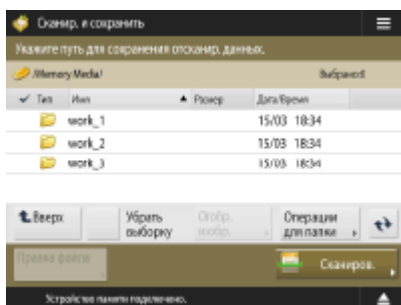 Сканир. и сохранить
Укажите путь для сохранения отсканир. данных.
/Memory Media/ Выбрано:0
Тип Имя Размер Дата/Время
work_1 15/03 18:34
work_2 15/03 18:34
work_3 15/03 18:34
Вверх Убрать выборку Отобр. изобр. Операции для папки
Правка файла Сканиров.
Устройство памяти подключено.